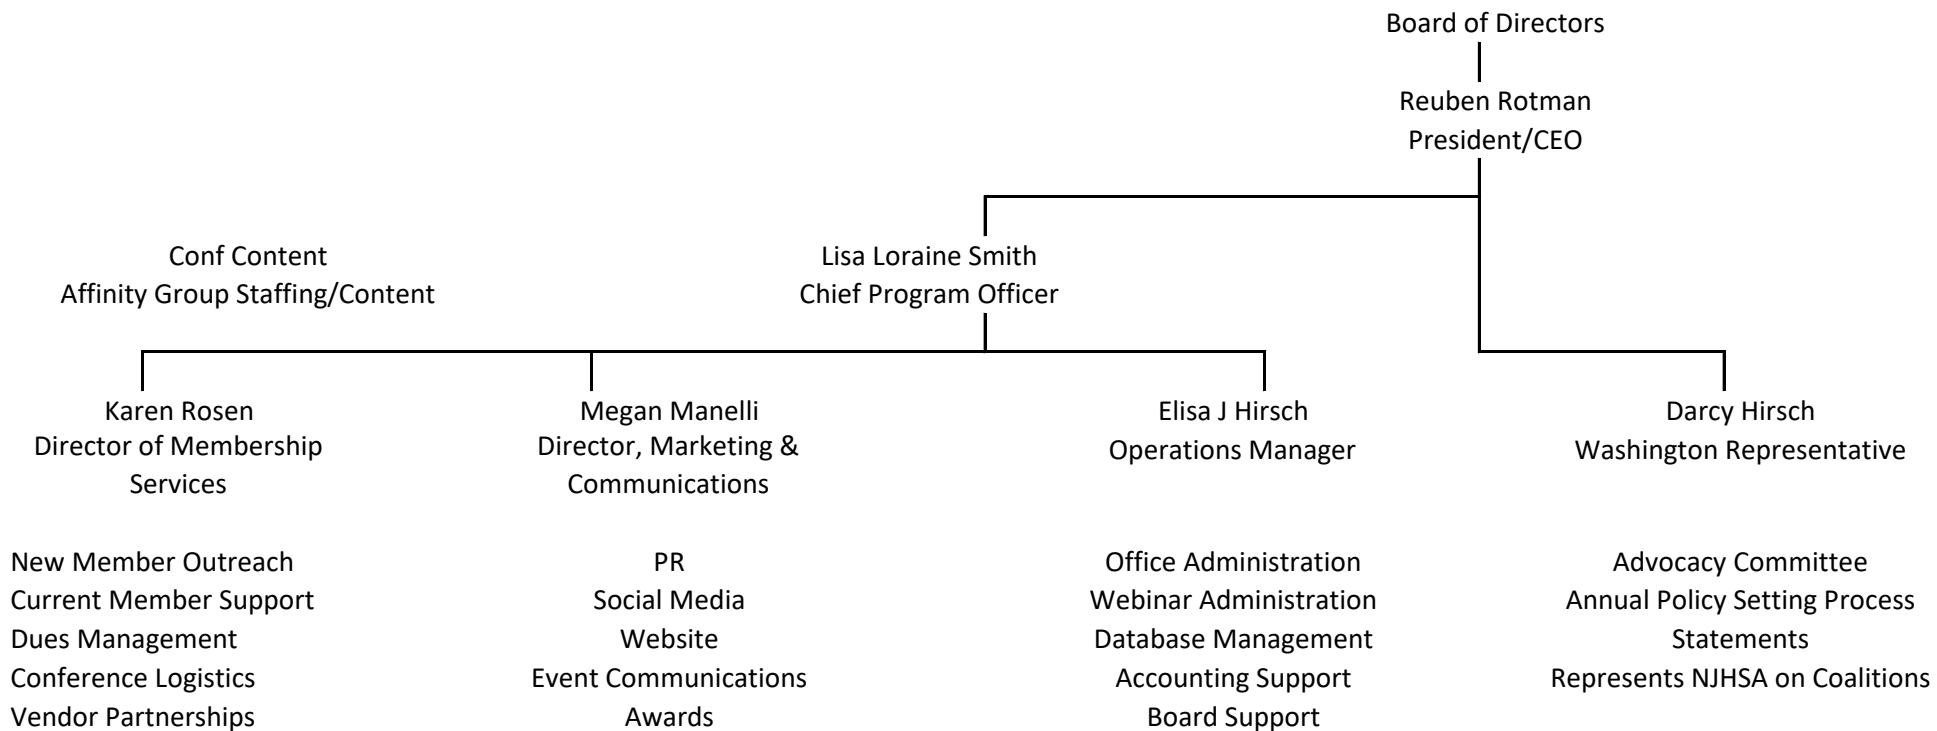 Board of Directors
Reuben Rotman
President/CEO
Conf Content
Affinity Group Staffing/Content
Lisa Loraine Smith
Chief Program Officer
Karen Rosen
Director of Membership
Services
Megan Manelli
Director, Marketing &
Communications
Elisa J Hirsch
Operations Manager
Darcy Hirsch
Washington Representative
New Member Outreach
Current Member Support
Dues Management
Conference Logistics
Vendor Partnerships
PR
Social Media
Website
Event Communications
Awards
Office Administration
Webinar Administration
Database Management
Accounting Support
Board Support
Advocacy Committee
Annual Policy Setting Process
Statements
Represents NJHSA on Coalitions